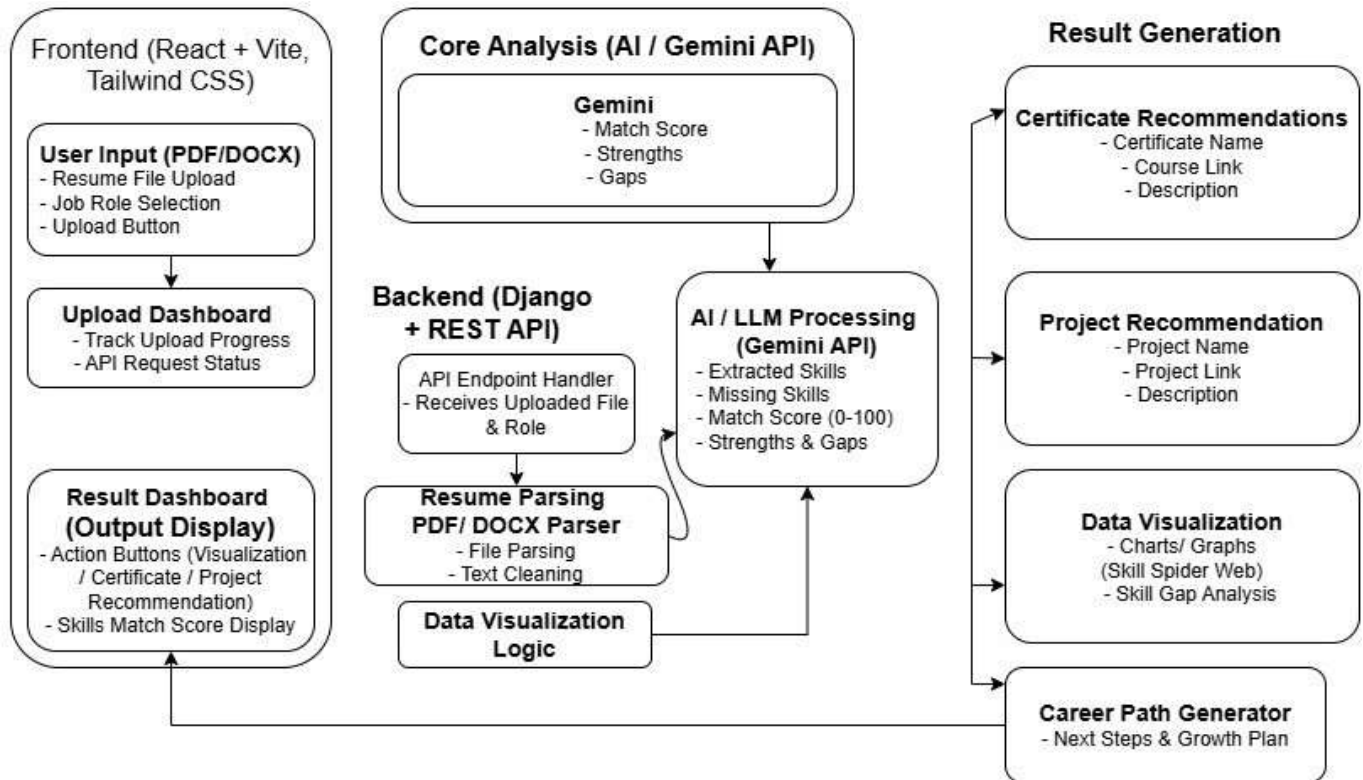 Frontend (React + Vite,
Tailwind CSS)
User Input (PDF/DOCX)
- Resume File Upload
- Job Role Selection
- Upload Button
Upload Dashboard
- Track Upload Progress
- API Request Status
Result Dashboard
(Output Display)
- Action Buttons (Visualization
/ Certificate / Project
Recommendation)
- Skills Match Score Display
Core Analysis (AI / Gemini API)
Gemini
- Match Score
- Strengths
- Gaps
Backend (Django
+ REST API)
API Endpoint Handler
- Receives Uploaded File
& Role
Resume Parsing
PDF/ DOCX Parser
- File Parsing
- Text Cleaning
Data Visualization
Logic
AI / LLM Processing
(Gemini API)
- Extracted Skills
- Missing Skills
- Match Score (0-100)
- Strengths & Gaps
Result Generation
Certificate Recommendations
- Certificate Name
- Course Link
- Description
Project Recommendation
- Project Name
- Project Link
- Description
Data Visualization
- Charts/ Graphs
(Skill Spider Web)
- Skill Gap Analysis
Career Path Generator
- Next Steps & Growth Plan